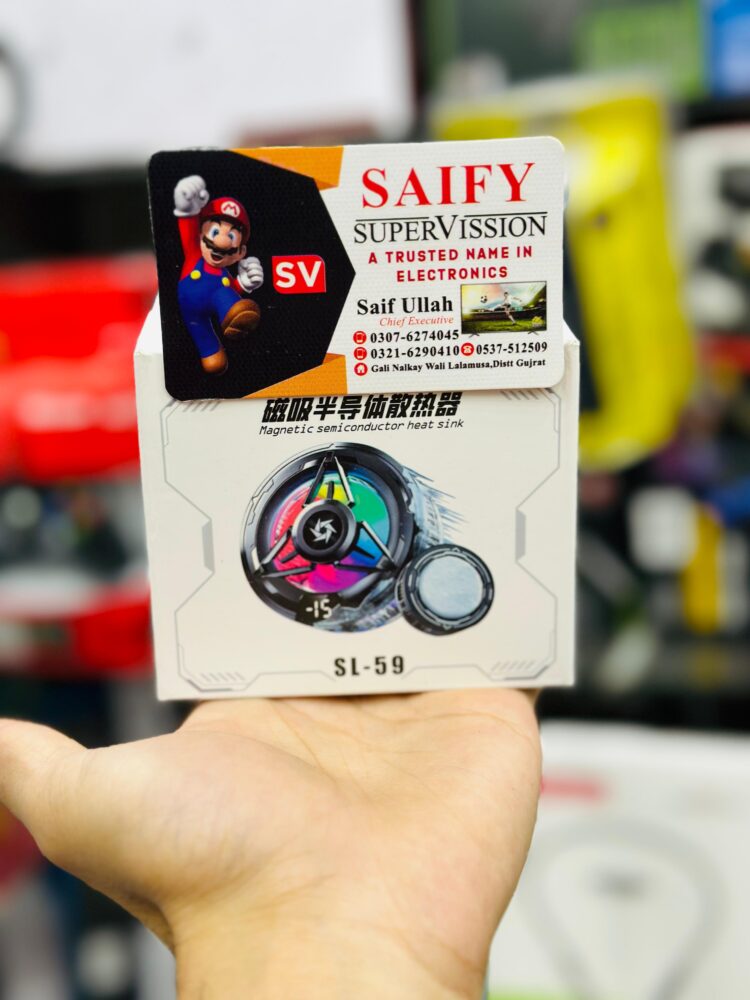 SAIFY
SUPERVISSION
A TRUSTED NAME IN
ELECTRONICS
M
SV
Saif Ullah
Chief Executive
0307-6274045
0321-6290410 0537-512509
Gali Nalkay Wali Lalamusa,Distt Gujrat
磁吸半导体散热器
Magnetic semiconductor heat sink
-15
SL-59